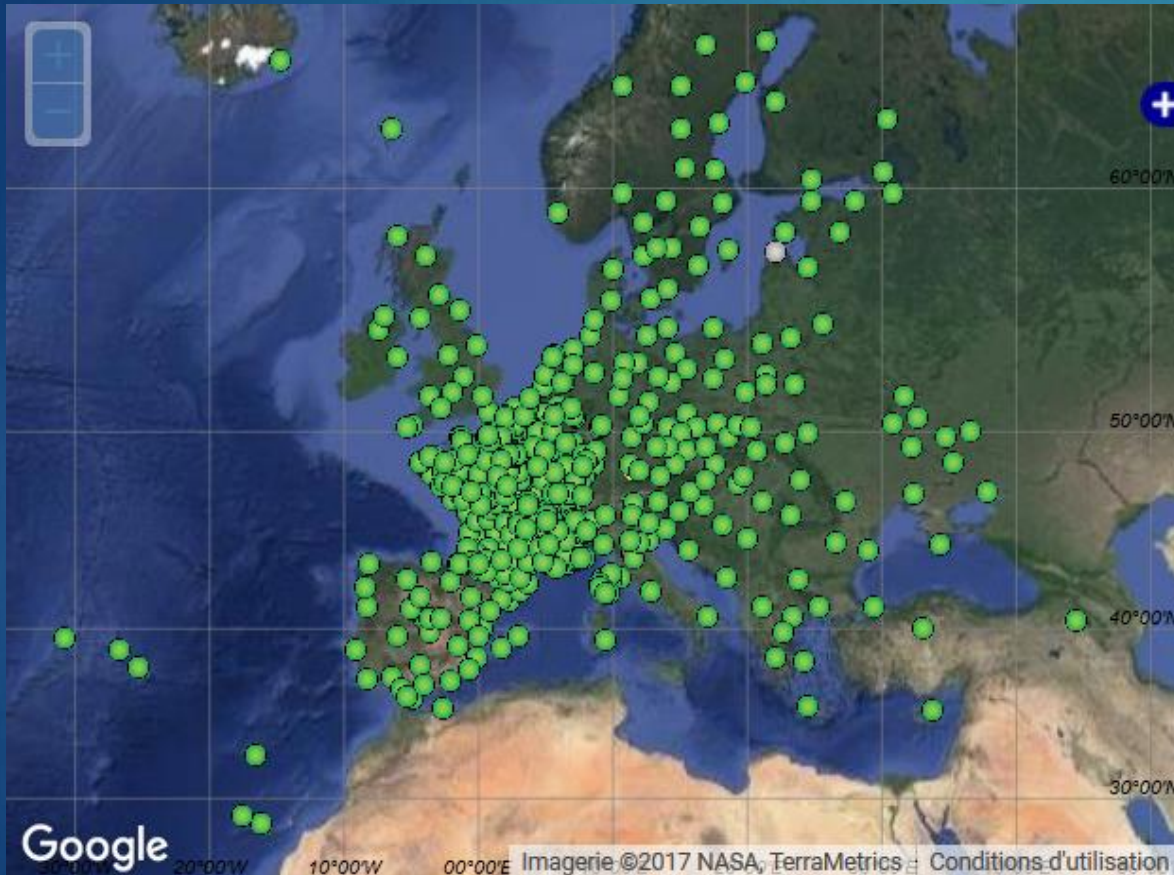 +
−
+
60°00'N
50°00'N
40°00'N
30°00'N
20°00'W
10°00'W
00°00'E
Google
Imagerie ©2017 NASA, TerraMetrics
Conditions d'utilisation